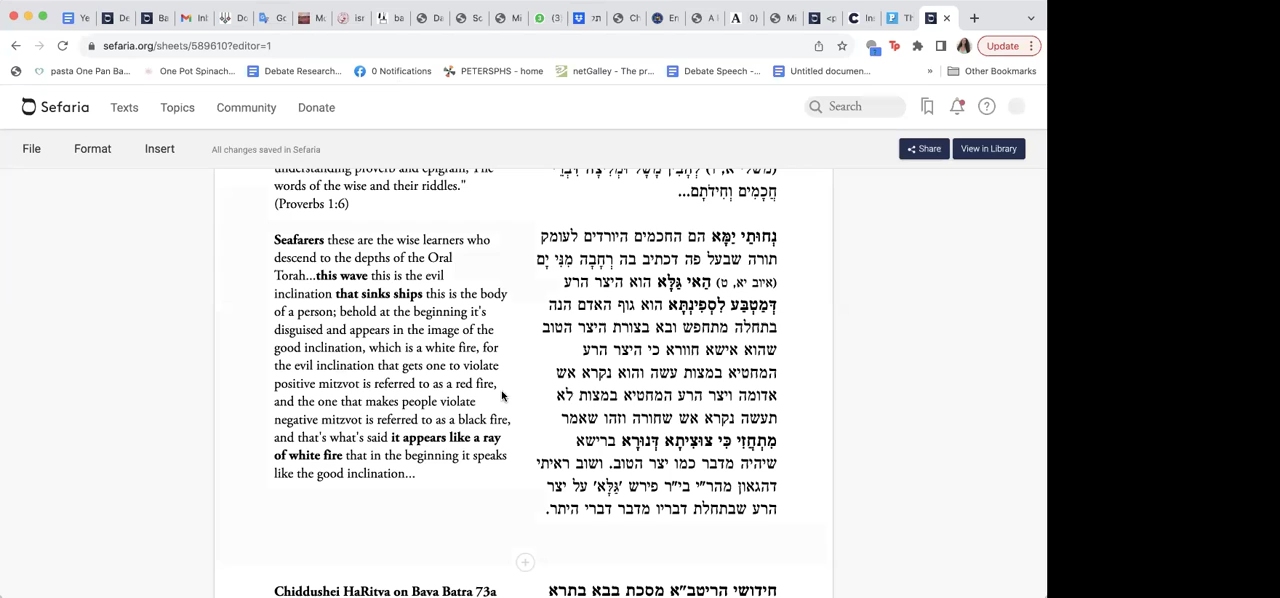 sefaria.org/sheets/589610?editor=1
Update
pasta One Pan Ba...
One Pot Spinach...
Debate Research...
0 Notifications
PETERSPHS - home
netGalley - The pr...
Debate Speech -...
Untitled documen...
»
Other Bookmarks
Sefaria
Texts
Topics
Community
Donate
Search
File
Format
Insert
All changes saved in Sefaria
Share
View in Library
understanding proverb and epigram, The
words of the wise and their riddles."
(Proverbs 1:6)
Seafarers these are the wise learners who
descend to the depths of the Oral
Torah...this wave this is the evil
inclination that sinks ships this is the body
of a person; behold at the beginning it's
disguised and appears in the image of the
good inclination, which is a white fire, for
the evil inclination that gets one to violate
positive mitzvot is referred to as a red fire,
and the one that makes people violate
negative mitzvot is referred to as a black fire,
and that's what's said it appears like a ray
of white fire that in the beginning it speaks
like the good inclination...
(משלי א, ו) לְהָבִין מָשָׁל וּמְלִיצָה דִּבְרֵי
חֲכָמִים וְחִידֹתָם...
נְחוּתֵי יַמָּא הם החכמים היורדים לעומק
תורה שבעל פה דכתיב בה רְחָבָה מִנִּי יָם
(איוב יא, ט) הַאי גַּלָּא הוא היצר הרע
דְּמַטְבַּע לִסְפִינְתָּא הוא גוף האדם הנה
בתחלה מתחפש ובא בצורת היצר הטוב
שהוא אישא חוורא כי היצר הרע
המחטיא במצות עשה והוא נקרא אש
אדומה ויצר הרע המחטיא במצות לא
תעשה נקרא אש שחורה וזהו שאמר
מִתְחֲזֵי כִּי צוּצִיתָא דְּנוּרָא ברישא
שיהיה מדבר כמו יצר הטוב. ושוב ראיתי
דהגאון מהר״י בי״ר פירש ׳גַּלָּא׳ על יצר
הרע שבתחלת דבריו מדבר דברי היתר.
Chiddushei HaRitva on Bava Batra 73a
חידושי הריטב״א מסכת בבא בתרא